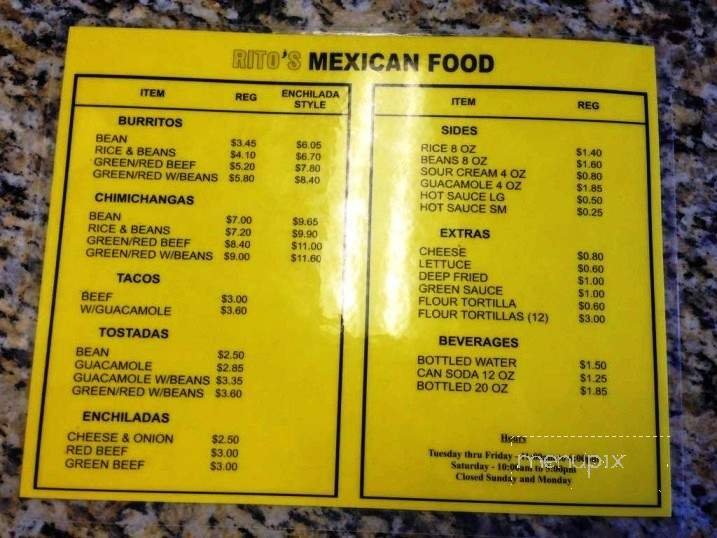 RITO'S MEXICAN FOOD
ITEM REG ENCHILADA STYLE
BURRITOS
BEAN $3.45 $6.05
RICE & BEANS $4.10 $6.70
GREEN/RED BEEF $5.20 $7.80
GREEN/RED W/BEANS $5.80 $8.40
CHIMICHANGAS
BEAN $7.00 $9.65
RICE & BEANS $7.20 $9.90
GREEN/RED BEEF $8.40 $11.00
GREEN/RED W/BEANS $9.00 $11.60
TACOS
BEEF $3.00
W/GUACAMOLE $3.60
TOSTADAS
BEAN $2.50
GUACAMOLE $2.85
GUACAMOLE W/BEANS $3.35
GREEN/RED W/BEANS $3.60
ENCHILADAS
CHEESE & ONION $2.50
RED BEEF $3.00
GREEN BEEF $3.00
ITEM REG
SIDES
RICE 8 OZ $1.40
BEANS 8 OZ $1.60
SOUR CREAM 4 OZ $0.80
GUACAMOLE 4 OZ $1.85
HOT SAUCE LG $0.50
HOT SAUCE SM $0.25
EXTRAS
CHEESE $0.80
LETTUCE $0.60
DEEP FRIED $1.00
GREEN SAUCE $1.00
FLOUR TORTILLA $0.60
FLOUR TORTILLAS (12) $3.00
BEVERAGES
BOTTLED WATER $1.50
CAN SODA 12 OZ $1.25
BOTTLED 20 OZ $1.85
Hours
Tuesday thru Friday -
Saturday - 10:00am to
Closed Sunday and Monday
menupix